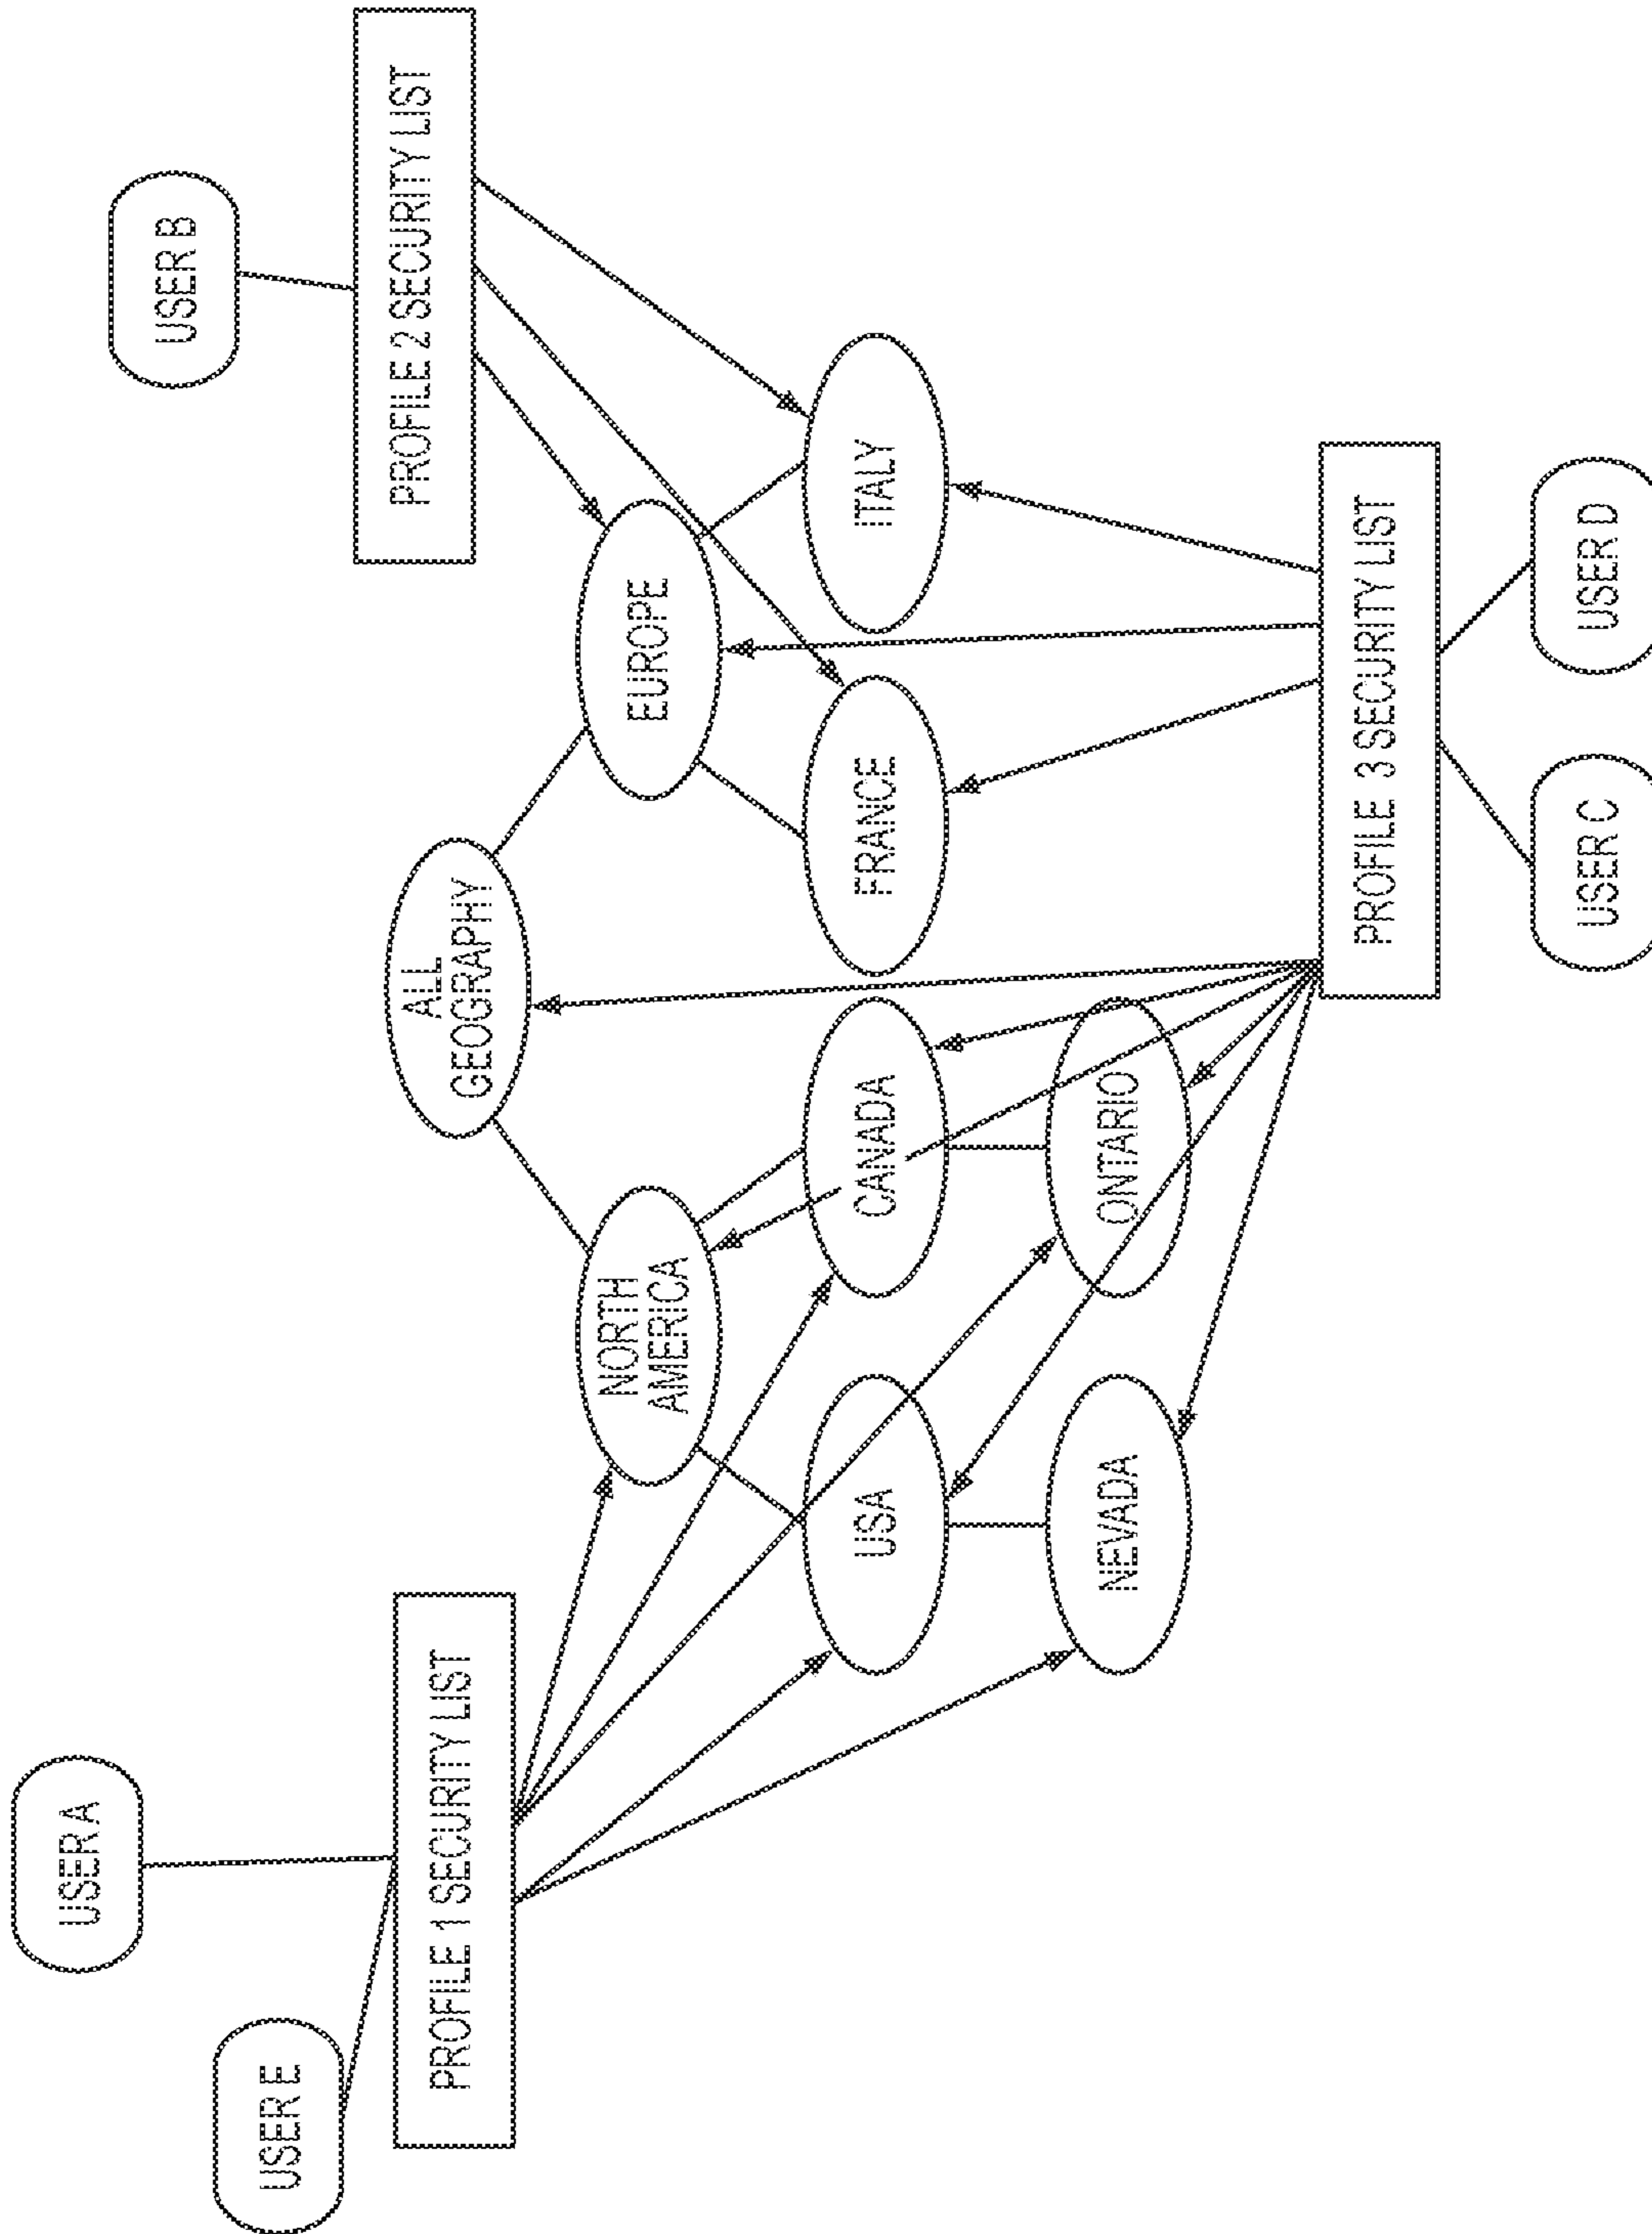 USER A
USER E
USER B
PROFILE 1 SECURITY LIST
PROFILE 2 SECURITY LIST
ALL
GEOGRAPHY
NORTH
AMERICA
EUROPE
USA
CANADA
FRANCE
ITALY
NEVADA
ONTARIO
PROFILE 3 SECURITY LIST
USER C
USER D